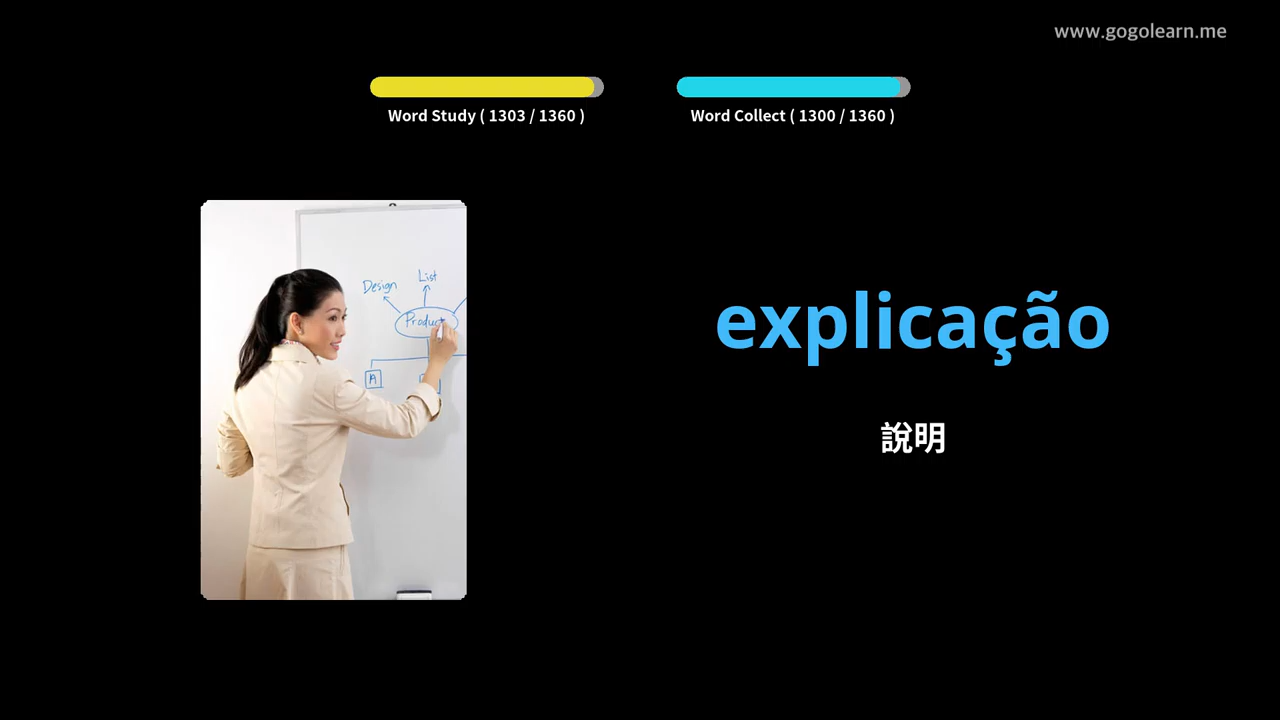 www.gogolearn.me
Word Study ( 1303 / 1360 )
Word Collect ( 1300 / 1360 )
Design
List
Product
A
explicação
說明